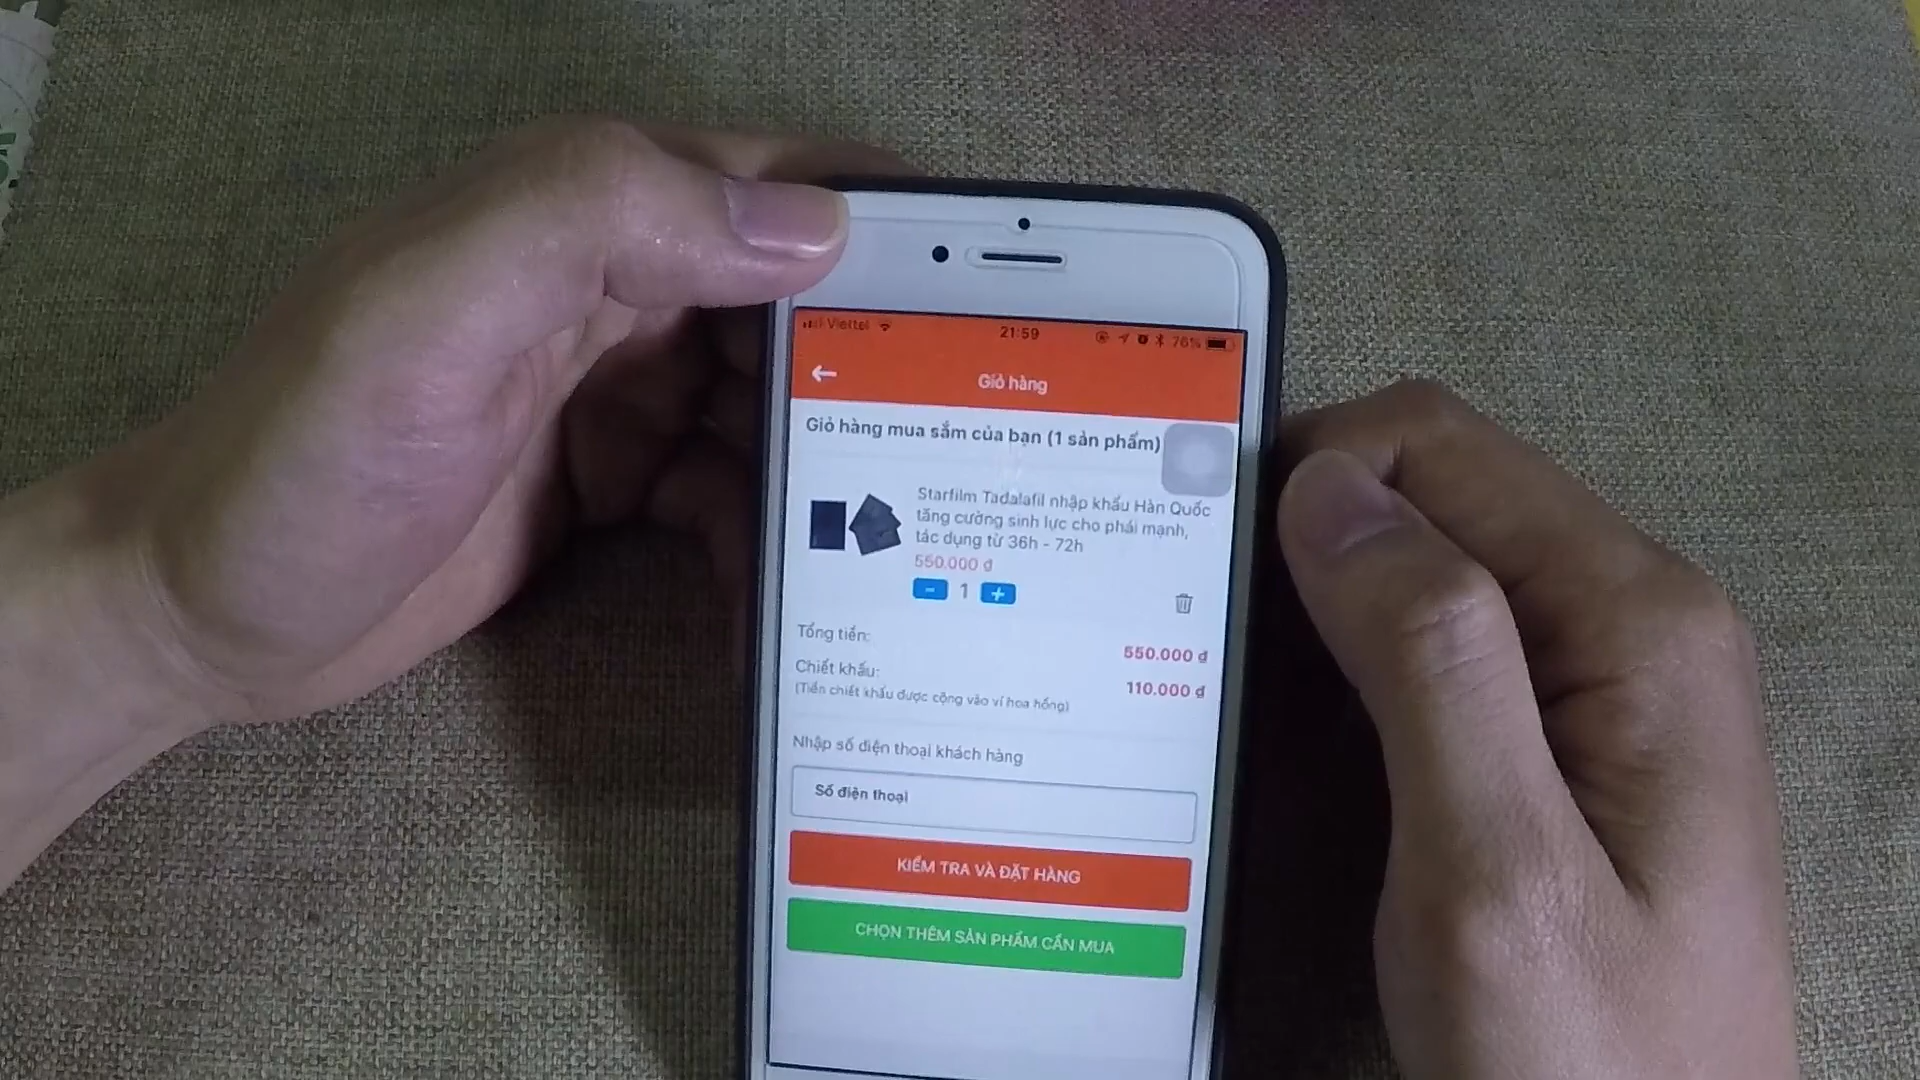 Viettel
21:59
76%
Giỏ hàng
Giỏ hàng mua sắm của bạn (1 sản phẩm)
Starfilm Tadalafil nhập khẩu Hàn Quốc
tăng cường sinh lực cho phái mạnh,
tác dụng từ 36h - 72h
550.000 đ
- 1 +
Tổng tiền: 550.000 đ
Chiết khấu: 110.000 đ
(Tiền chiết khấu được cộng vào ví hoa hồng)
Nhập số điện thoại khách hàng
Số điện thoại
KIỂM TRA VÀ ĐẶT HÀNG
CHỌN THÊM SẢN PHẨM CẦN MUA